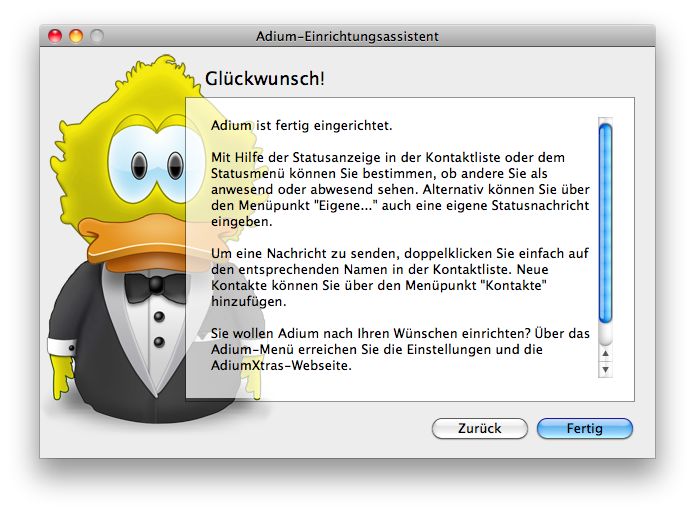 Adium-Einrichtungsassistent
Glückwunsch!
Adium ist fertig eingerichtet.
Mit Hilfe der Statusanzeige in der Kontaktliste oder dem
Statusmenü können Sie bestimmen, ob andere Sie als
anwesend oder abwesend sehen. Alternativ können Sie über
den Menüpunkt "Eigene..." auch eine eigene Statusnachricht
eingeben.
Um eine Nachricht zu senden, doppelklicken Sie einfach auf
den entsprechenden Namen in der Kontaktliste. Neue
Kontakte können Sie über den Menüpunkt "Kontakte"
hinzufügen.
Sie wollen Adium nach Ihren Wünschen einrichten? Über das
Adium-Menü erreichen Sie die Einstellungen und die
AdiumXtras-Webseite.
Zurück
Fertig